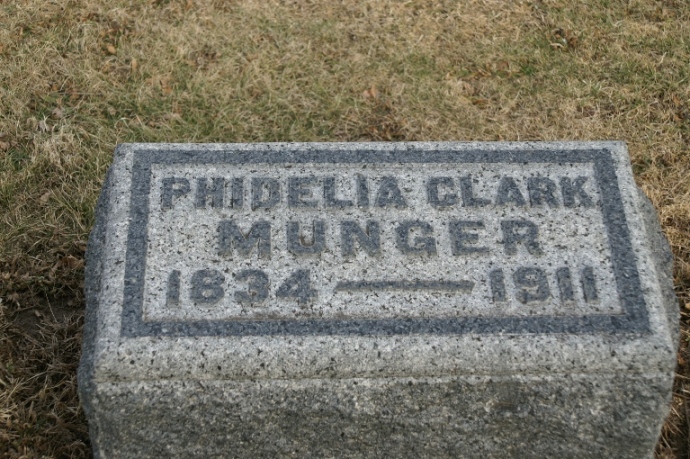 PHIDELIA CLARK
MUNGER
1834 — 1911